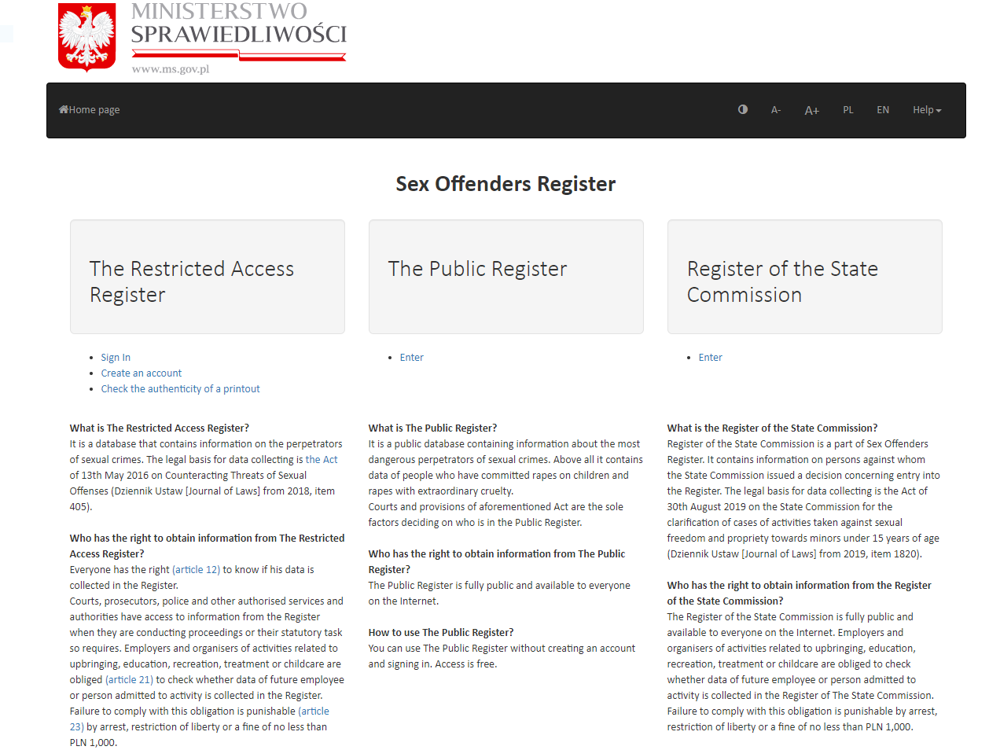 MINISTERSTWO
SPRAWIEDLIWOŚCI
www.ms.gov.pl
Home page
A-
A+
PL
EN
Help
Sex Offenders Register
The Restricted Access
Register
Sign In
Create an account
Check the authenticity of a printout
What is The Restricted Access Register?
It is a database that contains information on the perpetrators
of sexual crimes. The legal basis for data collecting is the Act
of 13th May 2016 on Counteracting Threats of Sexual
Offenses (Dziennik Ustaw [Journal of Laws] from 2018, item
405).
Who has the right to obtain information from The Restricted
Access Register?
Everyone has the right (article 12) to know if his data is
collected in the Register.
Courts, prosecutors, police and other authorised services and
authorities have access to information from the Register
when they are conducting proceedings or their statutory task
so requires. Employers and organisers of activities related to
upbringing, education, recreation, treatment or childcare are
obliged (article 21) to check whether data of future employee
or person admitted to activity is collected in the Register.
Failure to comply with this obligation is punishable (article
23) by arrest, restriction of liberty or a fine of no less than
PLN 1,000.
The Public Register
Enter
What is The Public Register?
It is a public database containing information about the most
dangerous perpetrators of sexual crimes. Above all it contains
data of people who have committed rapes on children and
rapes with extraordinary cruelty.
Courts and provisions of aforementioned Act are the sole
factors deciding on who is in the Public Register.
Who has the right to obtain information from The Public
Register?
The Public Register is fully public and available to everyone
on the Internet.
How to use The Public Register?
You can use The Public Register without creating an account
and signing in. Access is free.
Register of the State
Commission
Enter
What is the Register of the State Commission?
Register of the State Commission is a part of Sex Offenders
Register. It contains information on persons against whom
the State Commission issued a decision concerning entry into
the Register. The legal basis for data collecting is the Act of
30th August 2019 on the State Commission for the
clarification of cases of activities taken against sexual
freedom and propriety towards minors under 15 years of age
(Dziennik Ustaw [Journal of Laws] from 2019, item 1820).
Who has the right to obtain information from the Register
of the State Commission?
The Register of the State Commission is fully public and
available to everyone on the Internet. Employers and
organisers of activities related to upbringing, education,
recreation, treatment or childcare are obliged to check
whether data of future employee or person admitted to
activity is collected in the Register of The State Commission.
Failure to comply with this obligation is punishable by arrest,
restriction of liberty or a fine of no less than PLN 1,000.